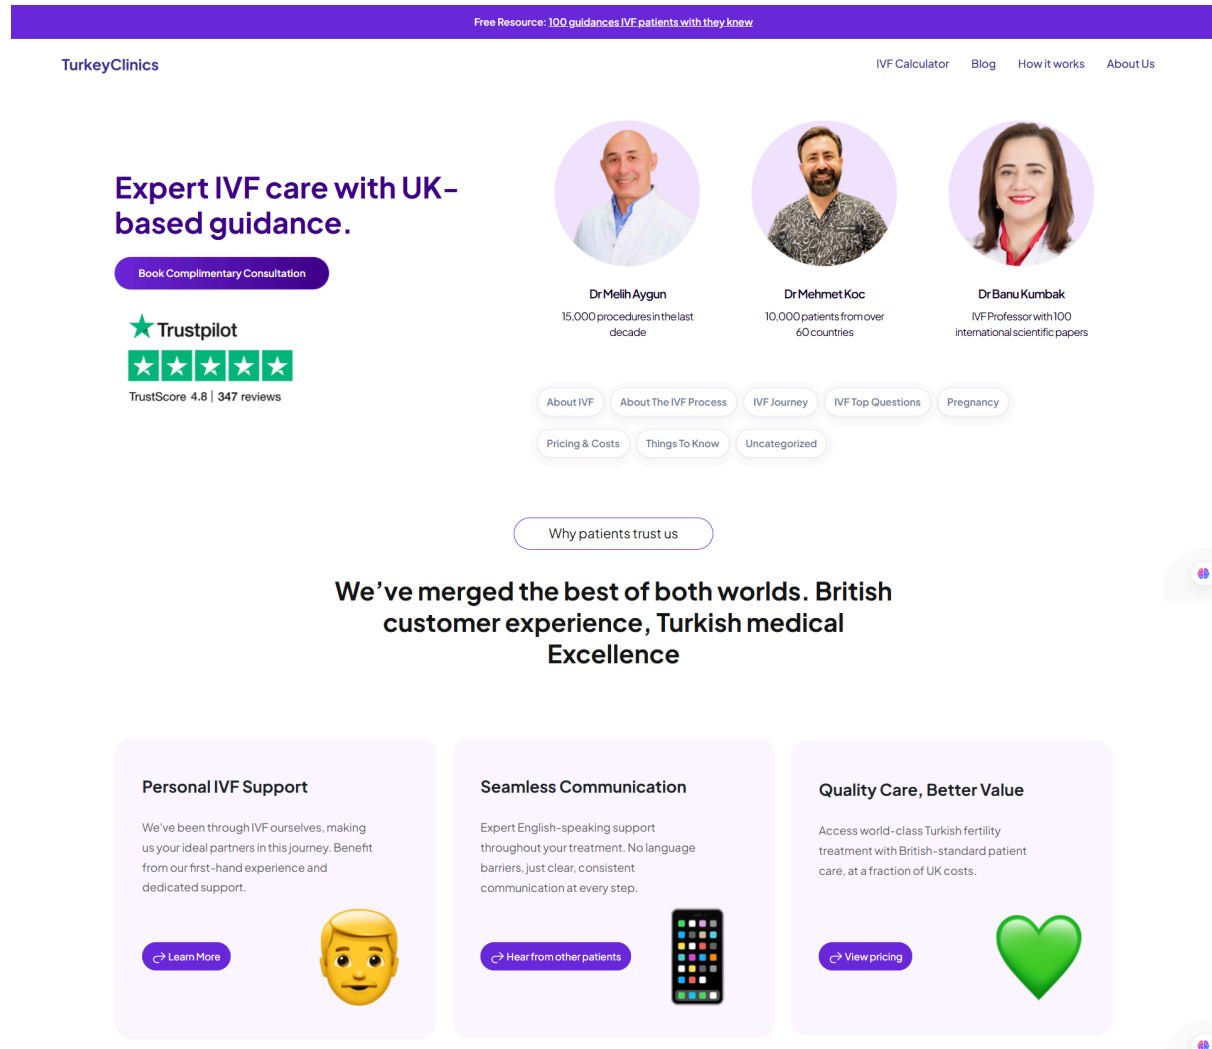 Free Resource: 100 guidances IVF patients with they knew
TurkeyClinics
IVF Calculator
Blog
How it works
About Us
Expert IVF care with UK-
based guidance.
Book Complimentary Consultation
Trustpilot
TrustScore 4.8 | 347 reviews
Dr Melih Aygun
15,000 procedures in the last
decade
Dr Mehmet Koc
10,000 patients from over
60 countries
Dr Banu Kumbak
IVF Professor with 100
international scientific papers
About IVF
About The IVF Process
IVF Journey
IVF Top Questions
Pregnancy
Pricing & Costs
Things To Know
Uncategorized
Why patients trust us
We've merged the best of both worlds. British
customer experience, Turkish medical
Excellence
Personal IVF Support
We've been through IVF ourselves, making
us your ideal partners in this journey. Benefit
from our first-hand experience and
dedicated support.
Learn More
Seamless Communication
Expert English-speaking support
throughout your treatment. No language
barriers, just clear, consistent
communication at every step.
Hear from other patients
Quality Care, Better Value
Access world-class Turkish fertility
treatment with British-standard patient
care, at a fraction of UK costs.
View pricing